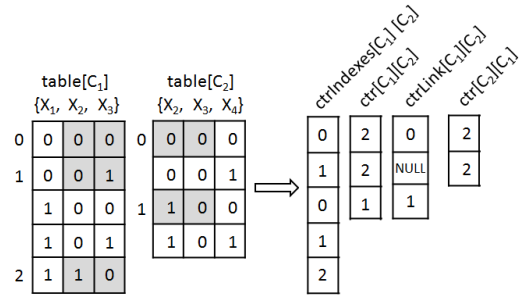 table[C₁]
{X₁, X₂, X₃}
0 0 0 0
1 0 0 1
1 0 0
1 0 1
2 1 1 0
table[C₂]
{X₂, X₃, X₄}
0 0 0 0
0 0 1
1 1 0 0
1 0 1
ctrIndexes[C₁] [C₂]
0
1
0
1
2
ctr[C₁][C₂]
2
2
1
ctrLink[C₁][C₂]
0
NULL
1
ctr[C₂][C₁]
2
2